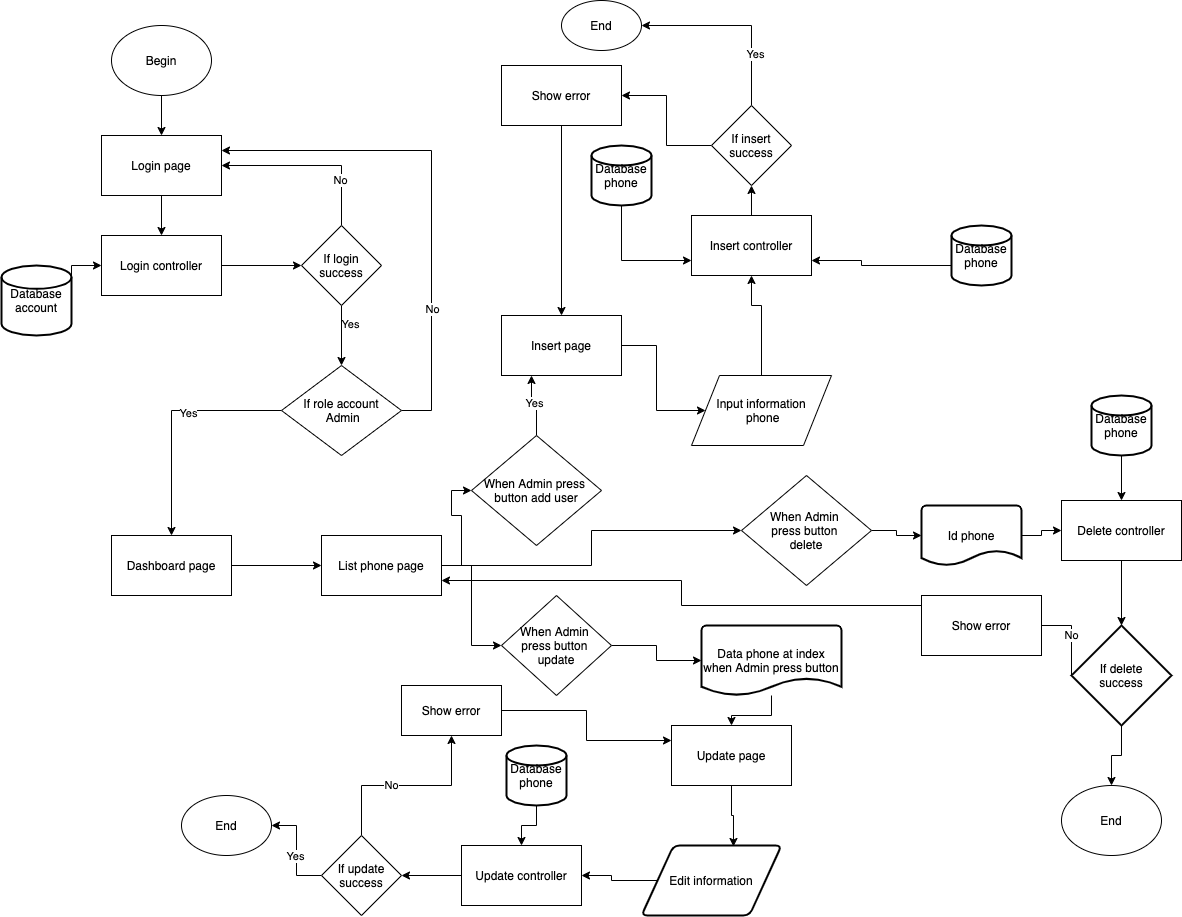 Begin
Login page
No
Login controller
Database
account
If login
success
Yes
No
If role account
Admin
Yes
Dashboard page
List phone page
End
Yes
Show error
If insert
success
Database
phone
Insert controller
Database
phone
Insert page
Input information
phone
Yes
When Admin press
button add user
When Admin
press button
delete
Id phone
Database
phone
Delete controller
Show error
No
If delete
success
End
When Admin
press button
update
Data phone at index
when Admin press button
Show error
Update page
No
Database
phone
End
Yes
If update
success
Update controller
Edit information